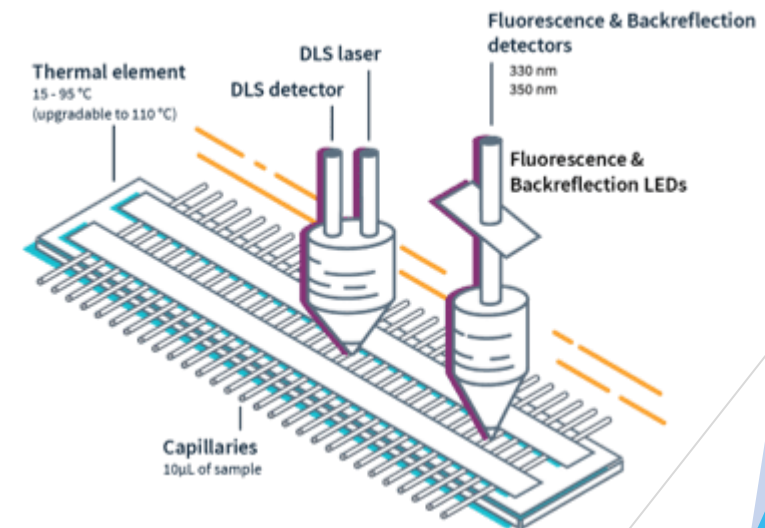 Fluorescence & Backreflection
detectors
330 nm
350 nm
DLS laser
DLS detector
Thermal element
15 - 95 °C
(upgradable to 110 °C)
Fluorescence &
Backreflection LEDs
Capillaries
10µL of sample